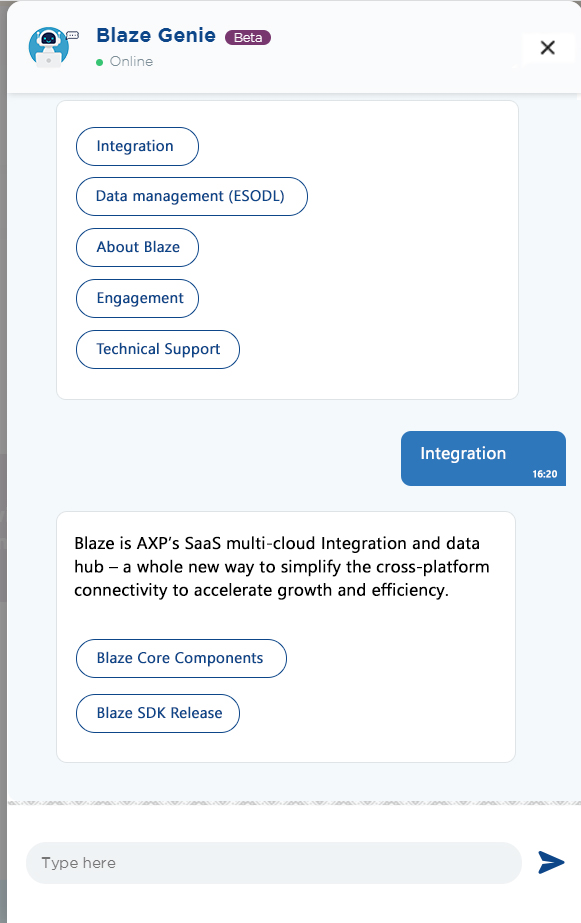 Blaze Genie Beta
Online
Integration
Data management (ESODL)
About Blaze
Engagement
Technical Support
Integration
16:20
Blaze is AXP’s SaaS multi-cloud Integration and data
hub – a whole new way to simplify the cross-platform
connectivity to accelerate growth and efficiency.
Blaze Core Components
Blaze SDK Release
Type here